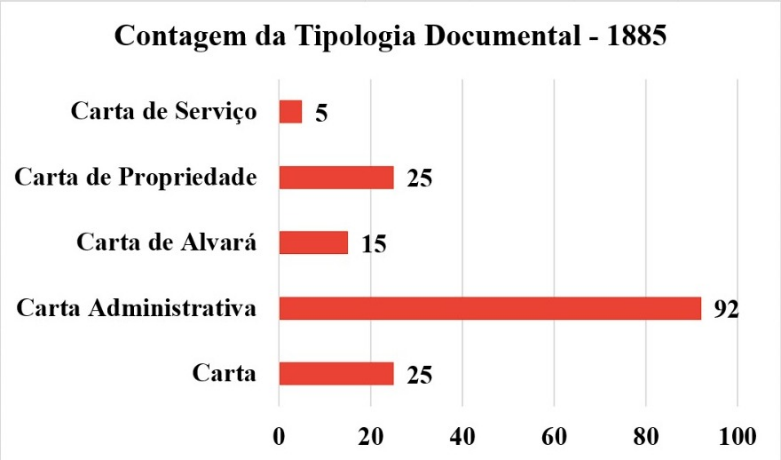 Contagem da Tipologia Documental - 1885
Carta de Serviço 5
Carta de Propriedade 25
Carta de Alvará 15
Carta Administrativa 92
Carta 25
0 20 40 60 80 100